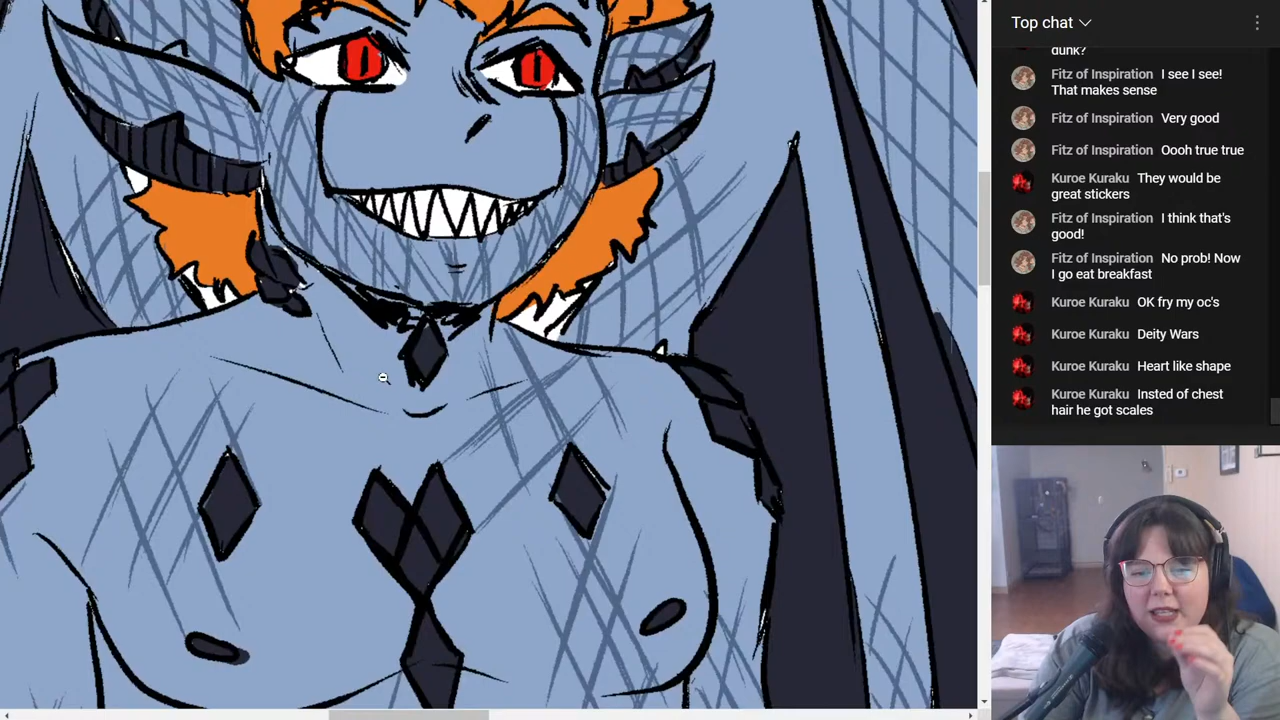 Top chat
dunk?
Fitz of Inspiration I see I see!
That makes sense
Fitz of Inspiration Very good
Fitz of Inspiration Oooh true true
Kuroe Kuraku They would be
great stickers
Fitz of Inspiration I think that's
good!
Fitz of Inspiration No prob! Now
I go eat breakfast
Kuroe Kuraku OK fry my oc's
Kuroe Kuraku Deity Wars
Kuroe Kuraku Heart like shape
Kuroe Kuraku Insted of chest
hair he got scales